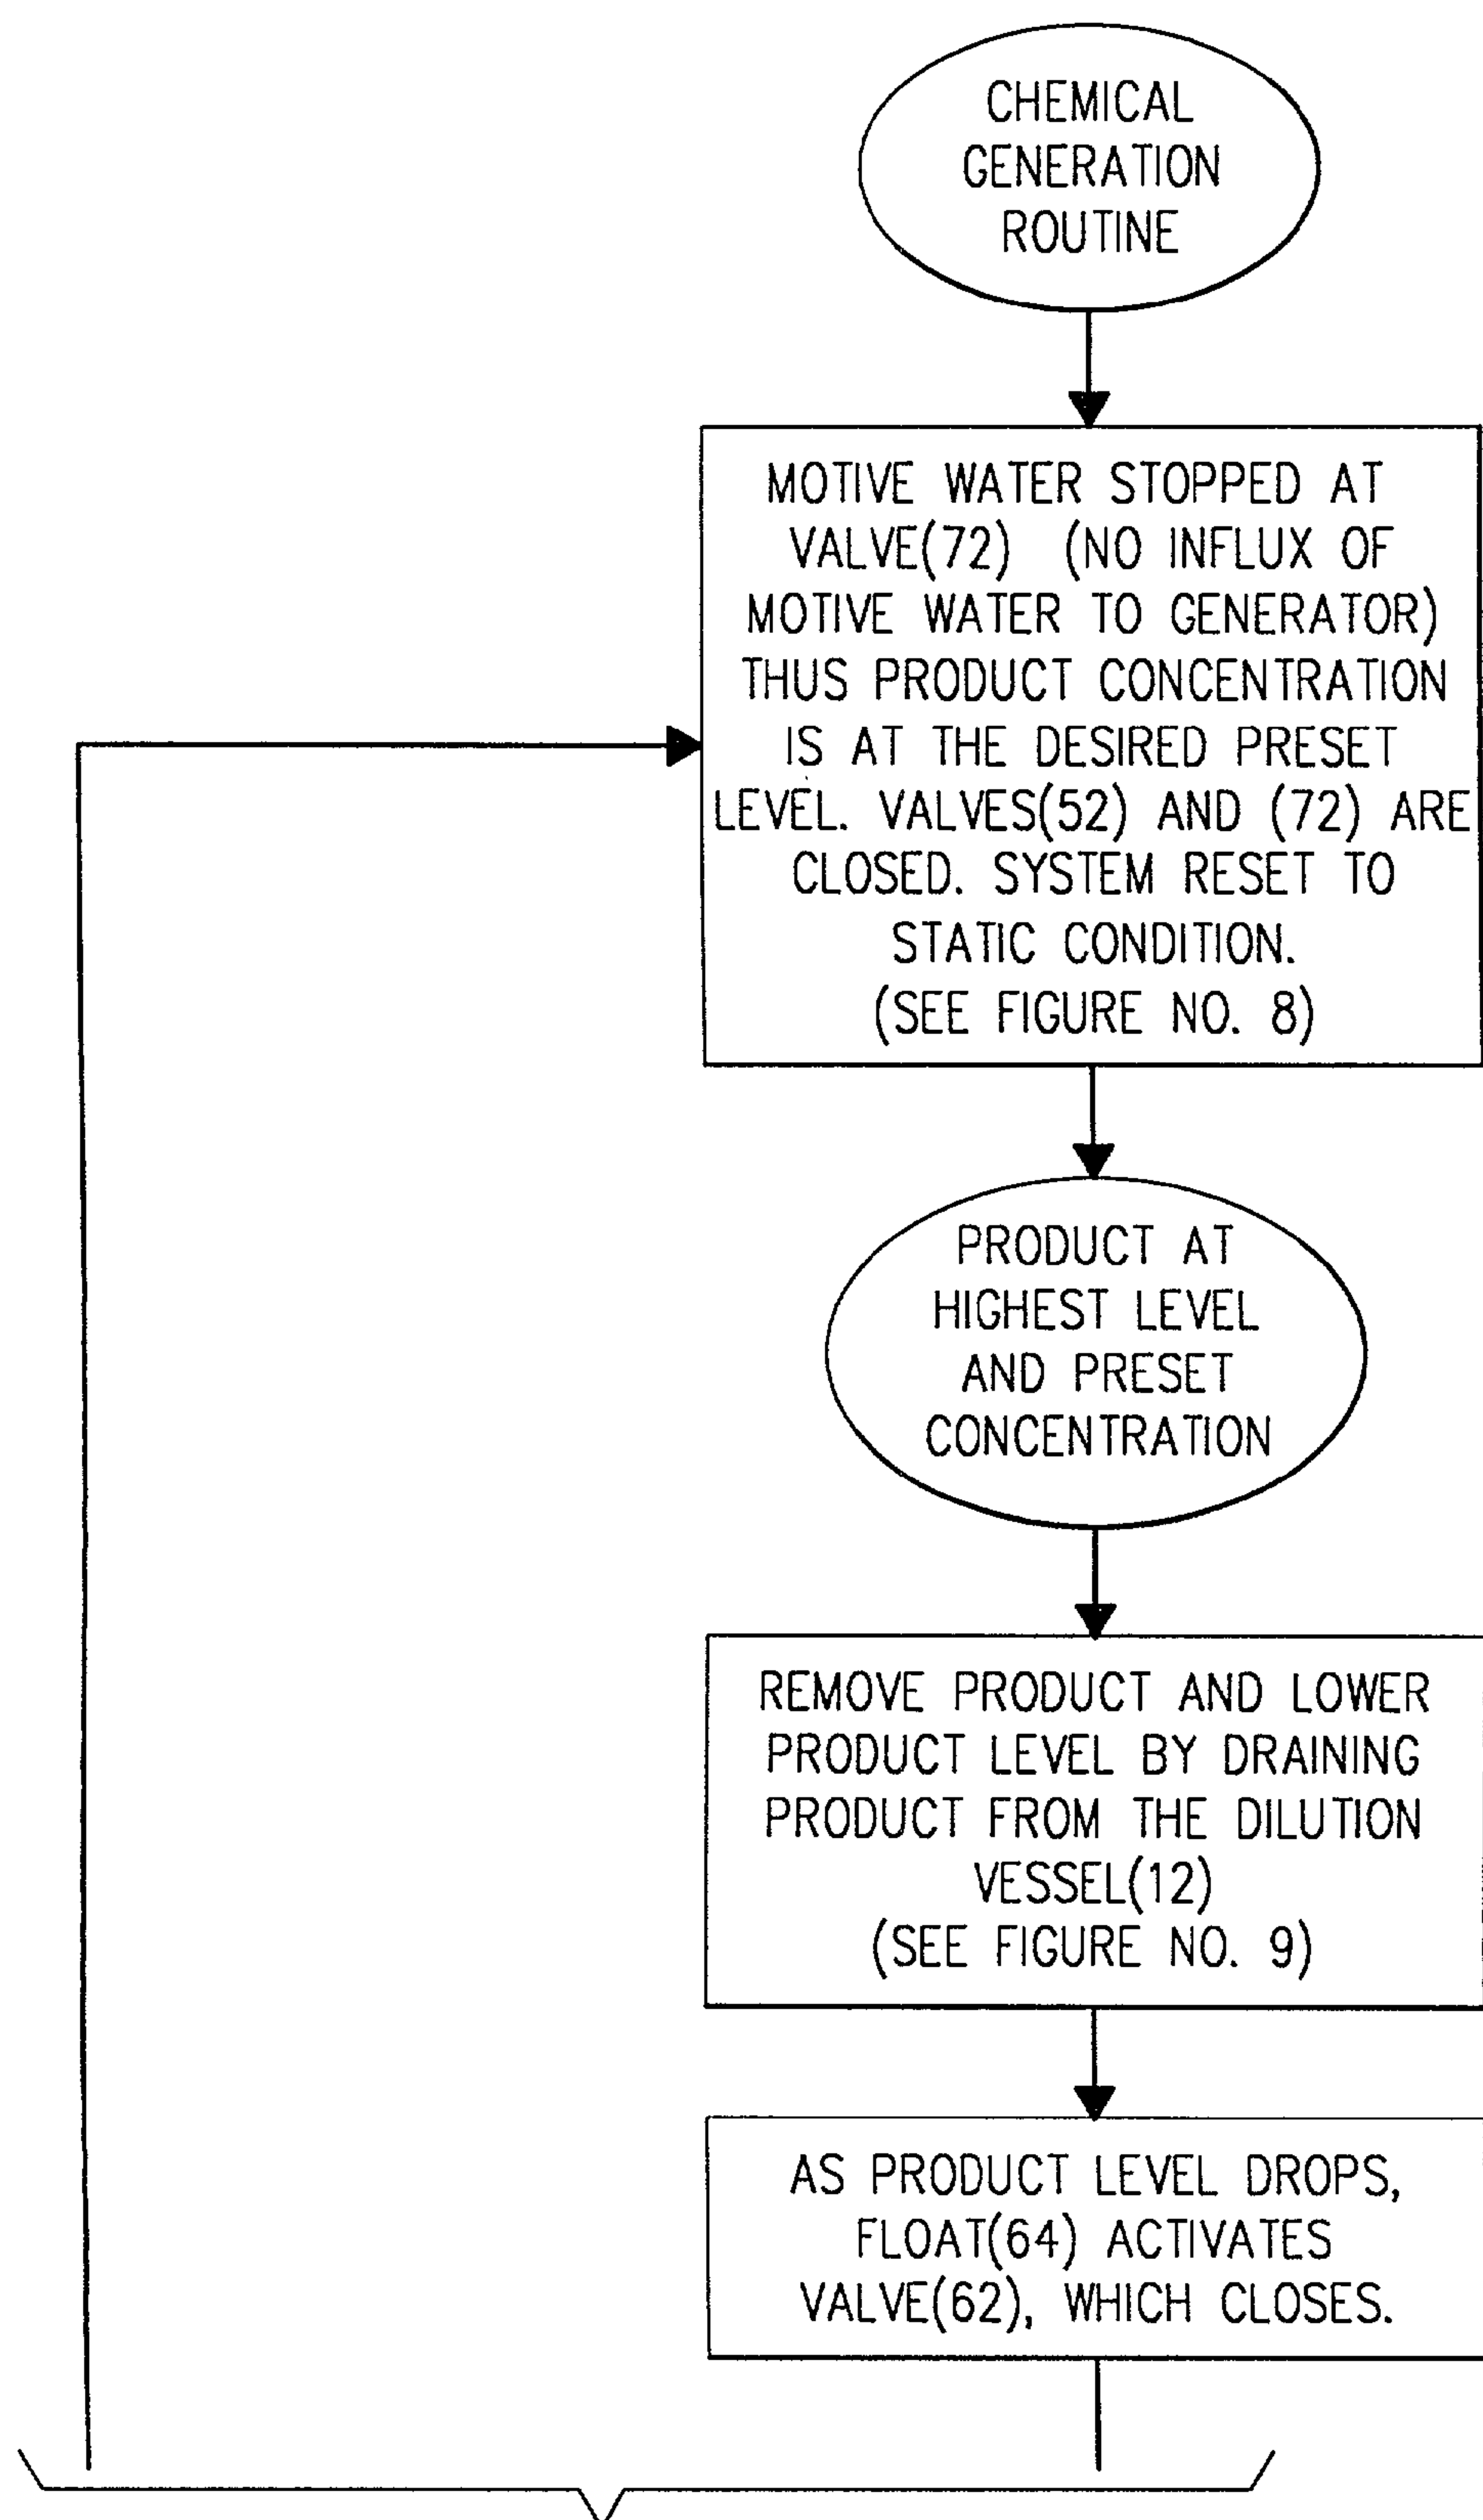 CHEMICAL
GENERATION
ROUTINE
MOTIVE WATER STOPPED AT
VALVE(72) (NO INFLUX OF
MOTIVE WATER TO GENERATOR)
THUS PRODUCT CONCENTRATION
IS AT THE DESIRED PRESET
LEVEL. VALVES(52) AND (72) ARE
CLOSED. SYSTEM RESET TO
STATIC CONDITION.
(SEE FIGURE NO. 8)
PRODUCT AT
HIGHEST LEVEL
AND PRESET
CONCENTRATION
REMOVE PRODUCT AND LOWER
PRODUCT LEVEL BY DRAINING
PRODUCT FROM THE DILUTION
VESSEL(12)
(SEE FIGURE NO. 9)
AS PRODUCT LEVEL DROPS,
FLOAT(64) ACTIVATES
VALVE(62), WHICH CLOSES.